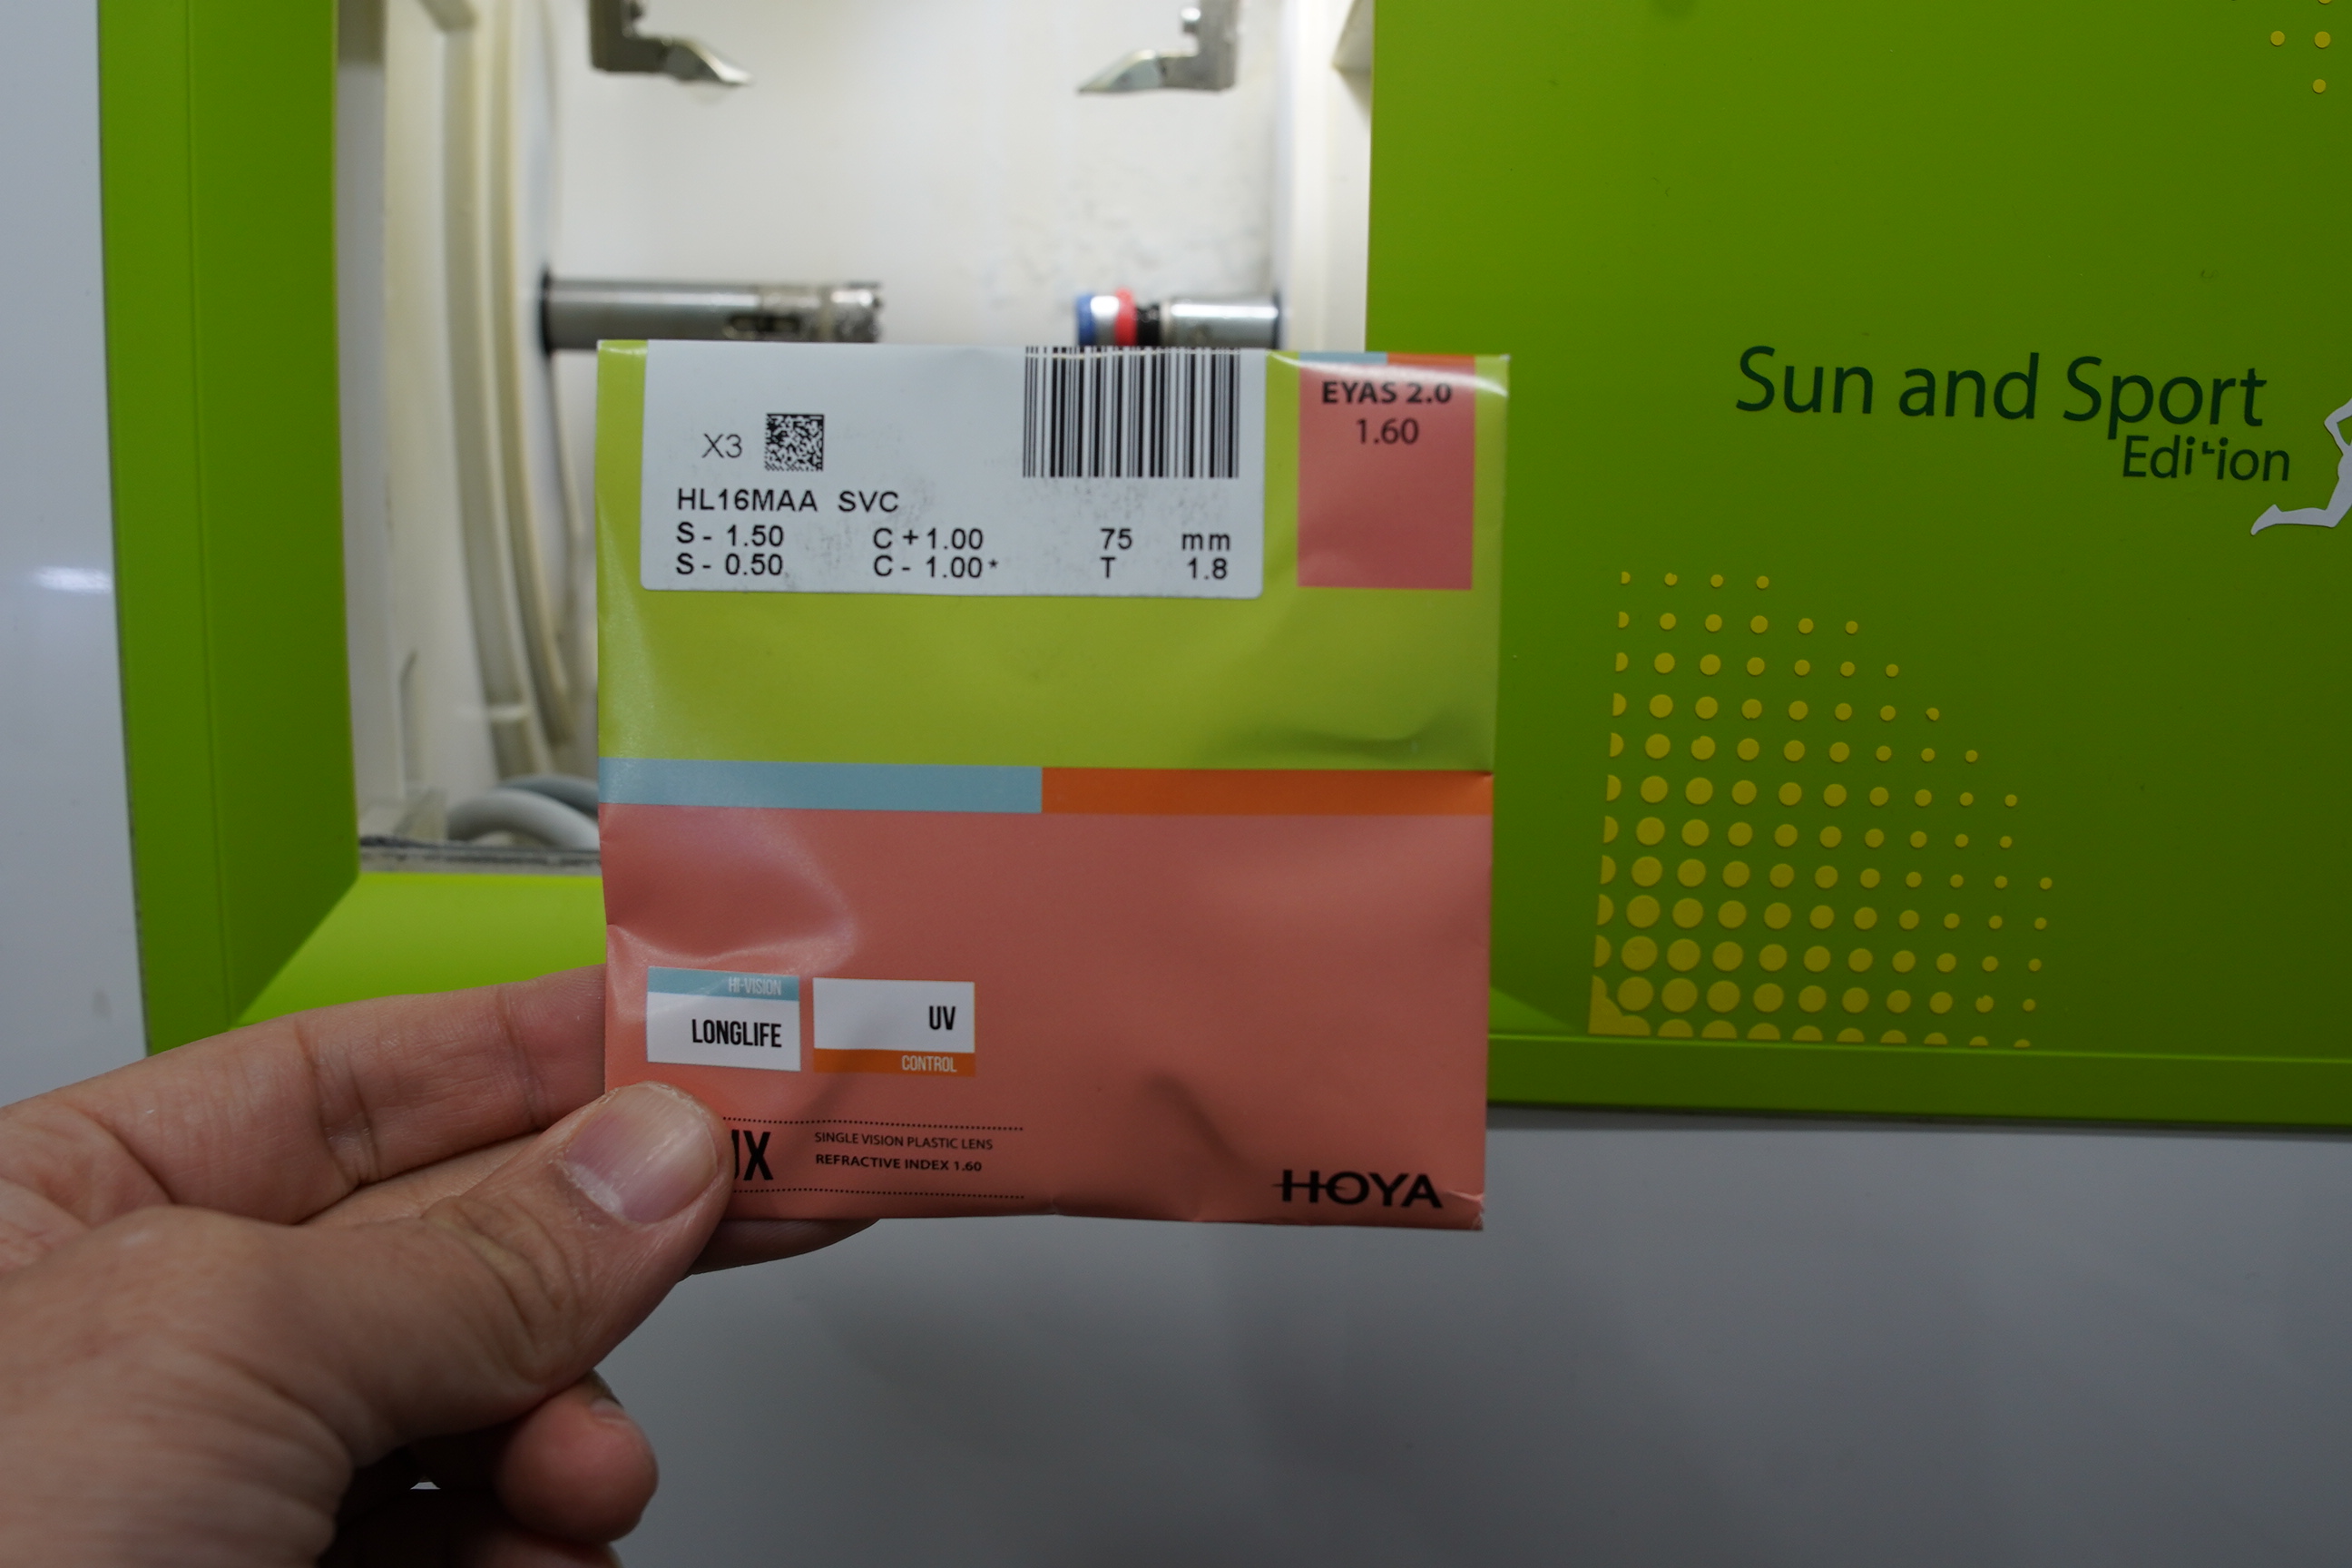 EYAS 2.0
1.60
X3
HL16MAA SVC
S - 1.50 C + 1.00 75 mm
S - 0.50 C - 1.00* T 1.8
Sun and Sport
Edition
HI-VISION
LONGLIFE
UV
CONTROL
SINGLE VISION PLASTIC LENS
REFRACTIVE INDEX 1.60
HOYA